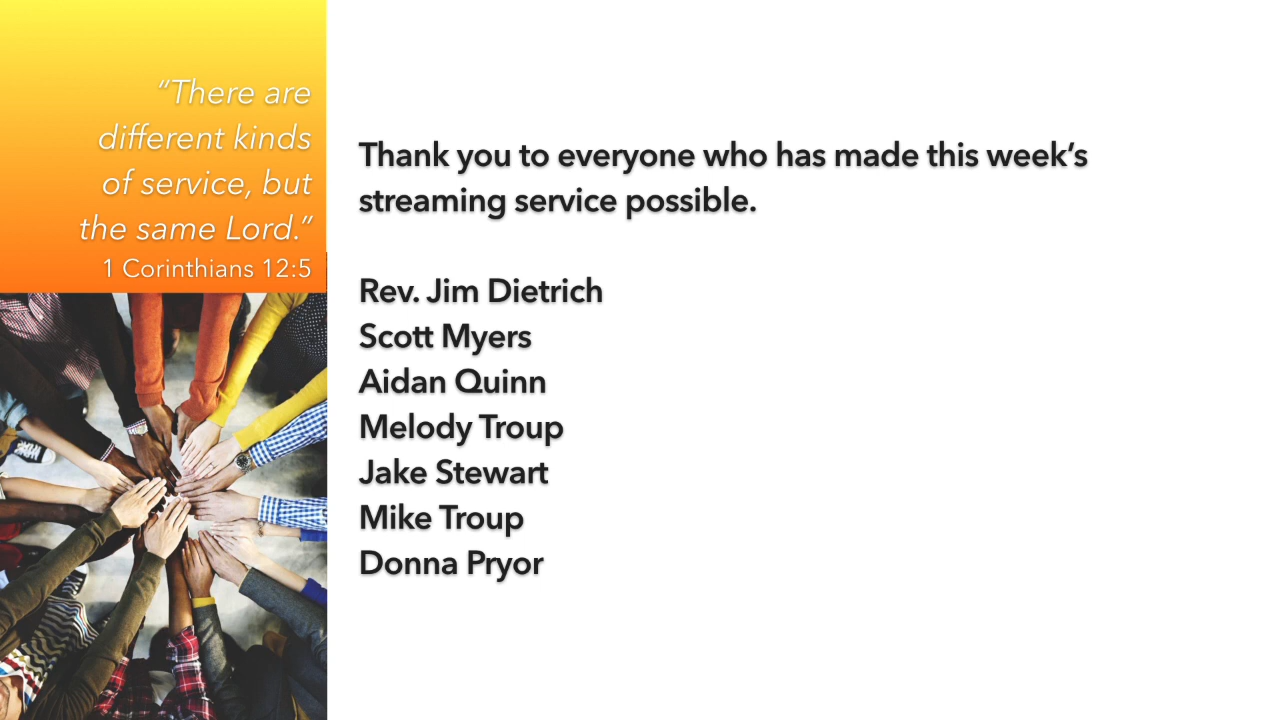 “There are
different kinds
of service, but
the same Lord.”
1 Corinthians 12:5
Thank you to everyone who has made this week‘s
streaming service possible.
Rev. Jim Dietrich
Scott Myers
Aidan Quinn
Melody Troup
Jake Stewart
Mike Troup
Donna Pryor